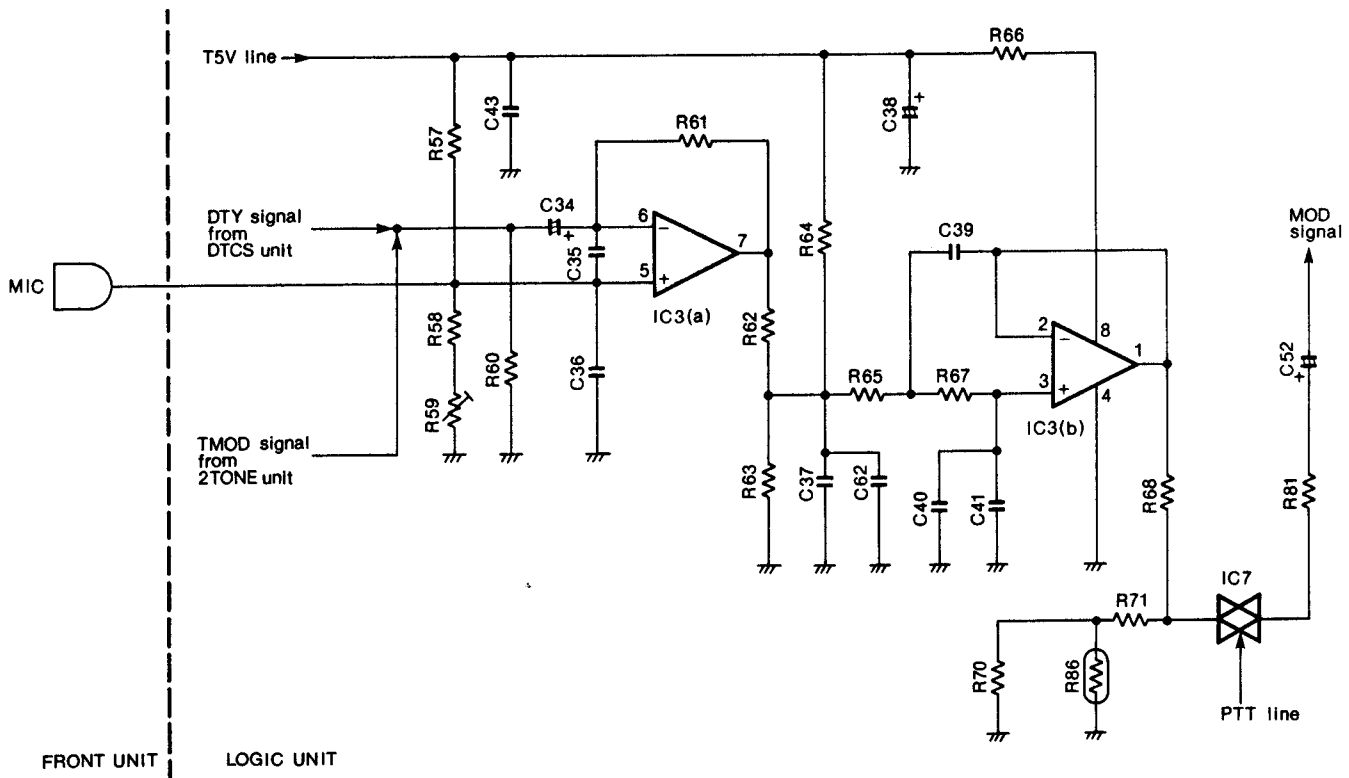 T5V line
R66
C43
C38
R57
R61
DTY signal
from
DTCS unit
C34
6
−
7
C35
5
+
IC3(a)
R64
C39
MOD
signal
MIC
R58
R60
C36
R62
2
−
8
1
3
+
4
IC3(b)
C52
+
R59
R65
R67
TMOD signal
from
2TONE unit
R63
C37
C62
C40
C41
R68
R81
IC7
R71
R70
R86
PTT line
FRONT UNIT
LOGIC UNIT